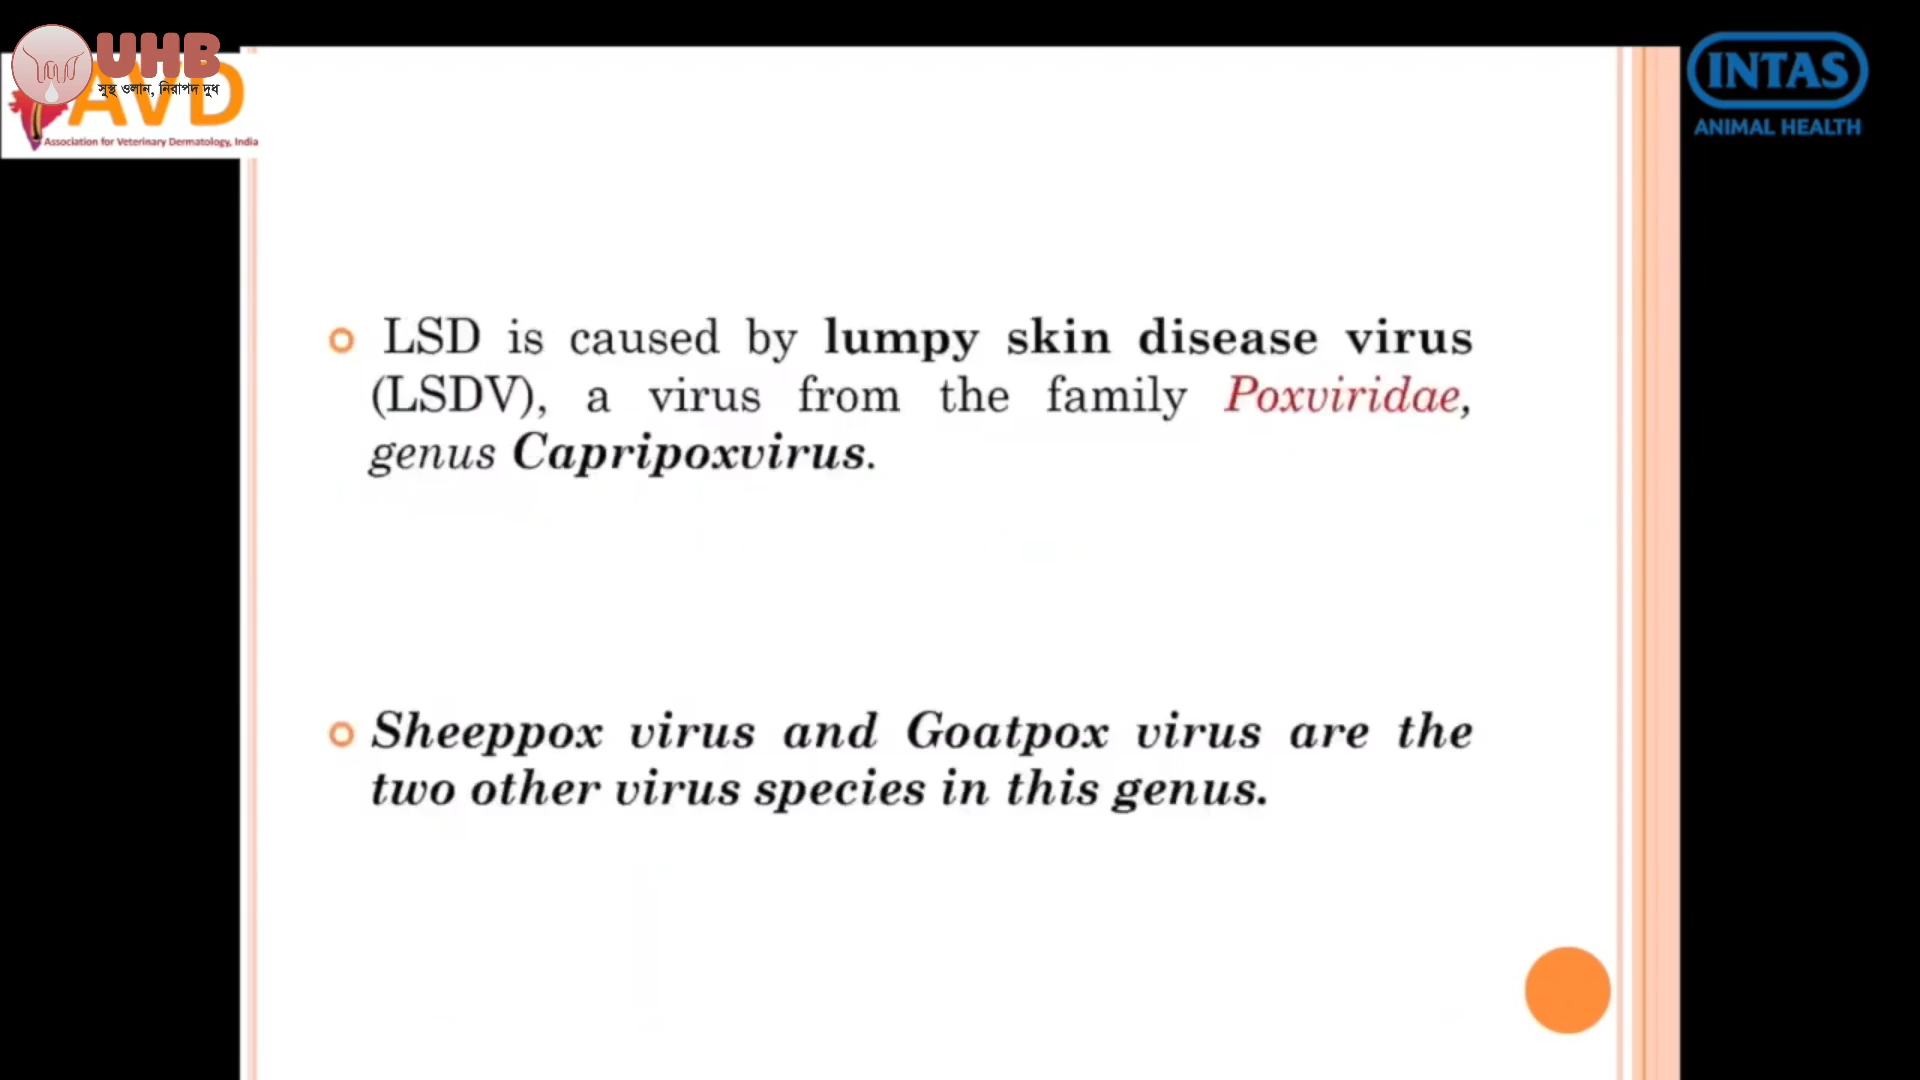 UHB
সুস্থ ওলান, নিরাপদ দুধ
AVD
Association for Veterinary Dermatology, India
INTAS
ANIMAL HEALTH
LSD is caused by lumpy skin disease virus
(LSDV), a virus from the family Poxviridae,
genus Capripoxvirus.
Sheeppox virus and Goatpox virus are the
two other virus species in this genus.